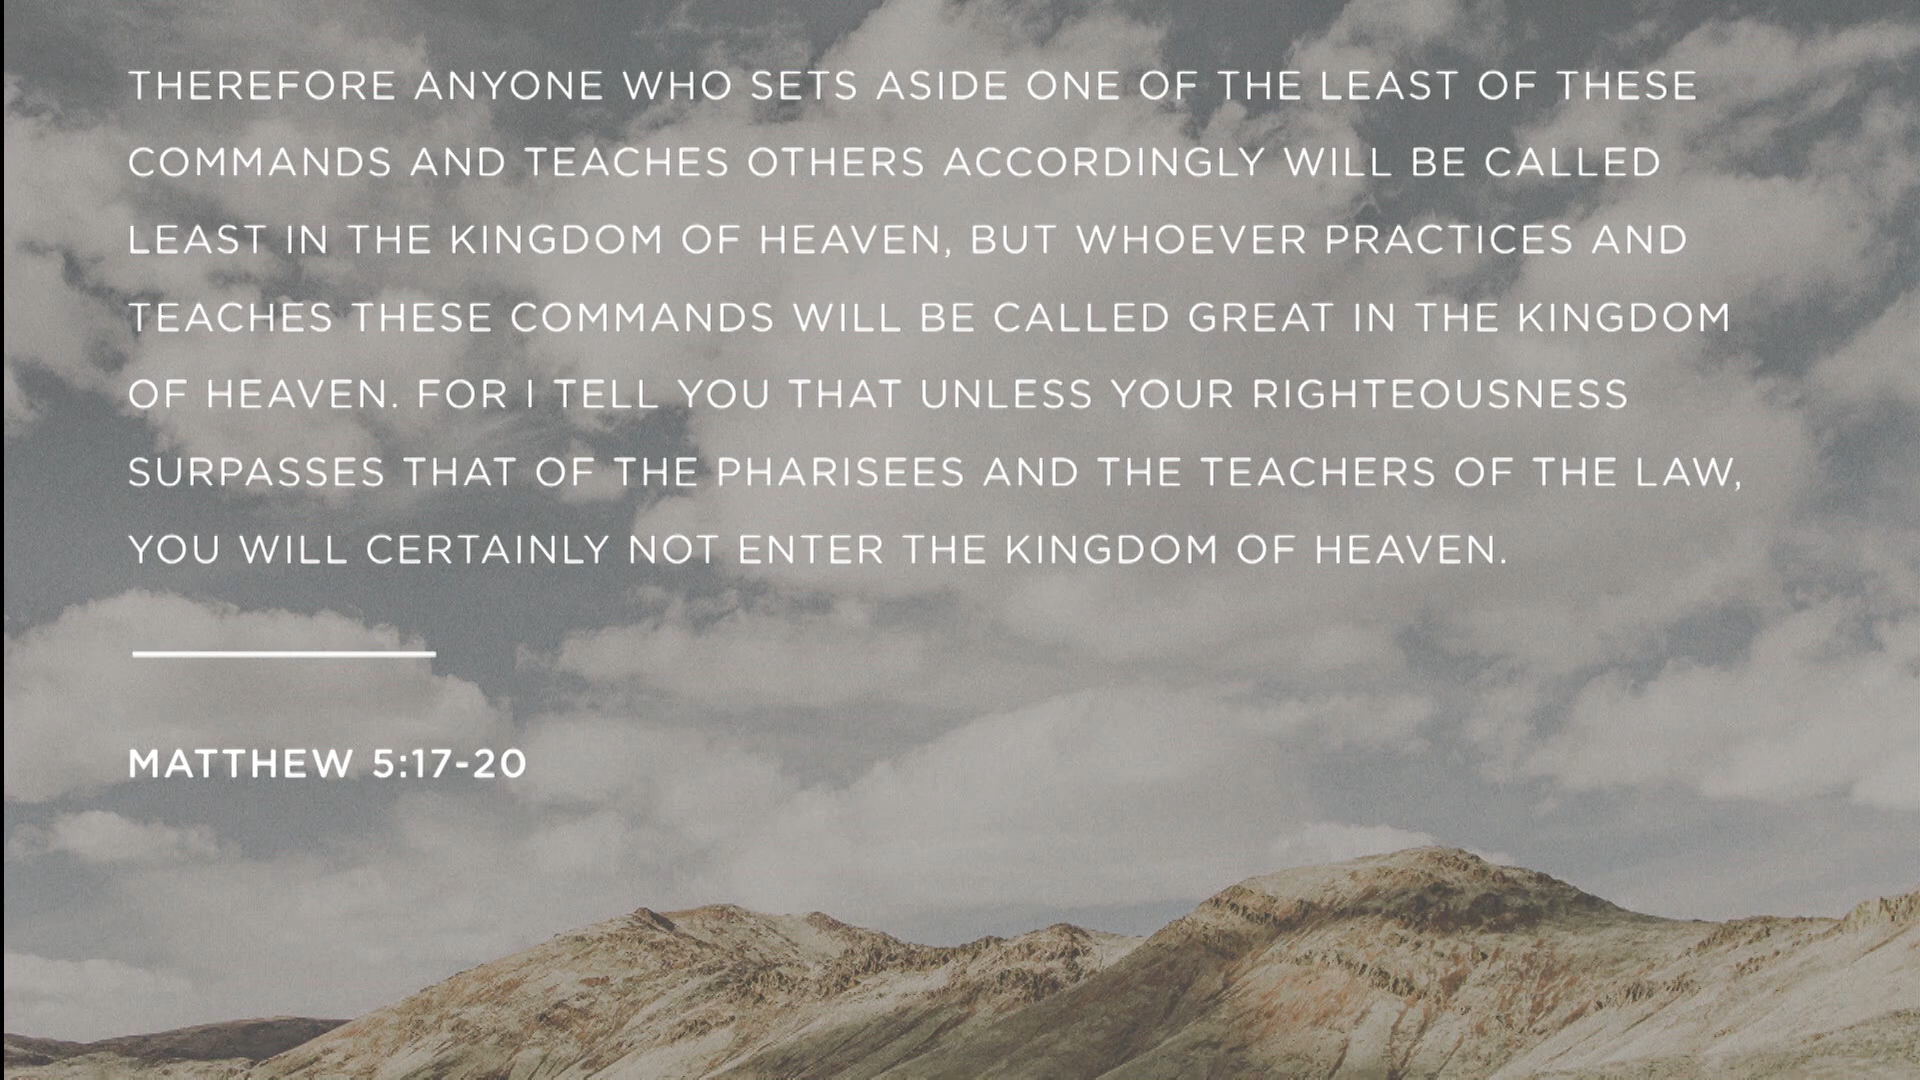 THEREFORE ANYONE WHO SETS ASIDE ONE OF THE LEAST OF THESE
COMMANDS AND TEACHES OTHERS ACCORDINGLY WILL BE CALLED
LEAST IN THE KINGDOM OF HEAVEN, BUT WHOEVER PRACTICES AND
TEACHES THESE COMMANDS WILL BE CALLED GREAT IN THE KINGDOM
OF HEAVEN. FOR I TELL YOU THAT UNLESS YOUR RIGHTEOUSNESS
SURPASSES THAT OF THE PHARISEES AND THE TEACHERS OF THE LAW,
YOU WILL CERTAINLY NOT ENTER THE KINGDOM OF HEAVEN.
MATTHEW 5:17-20